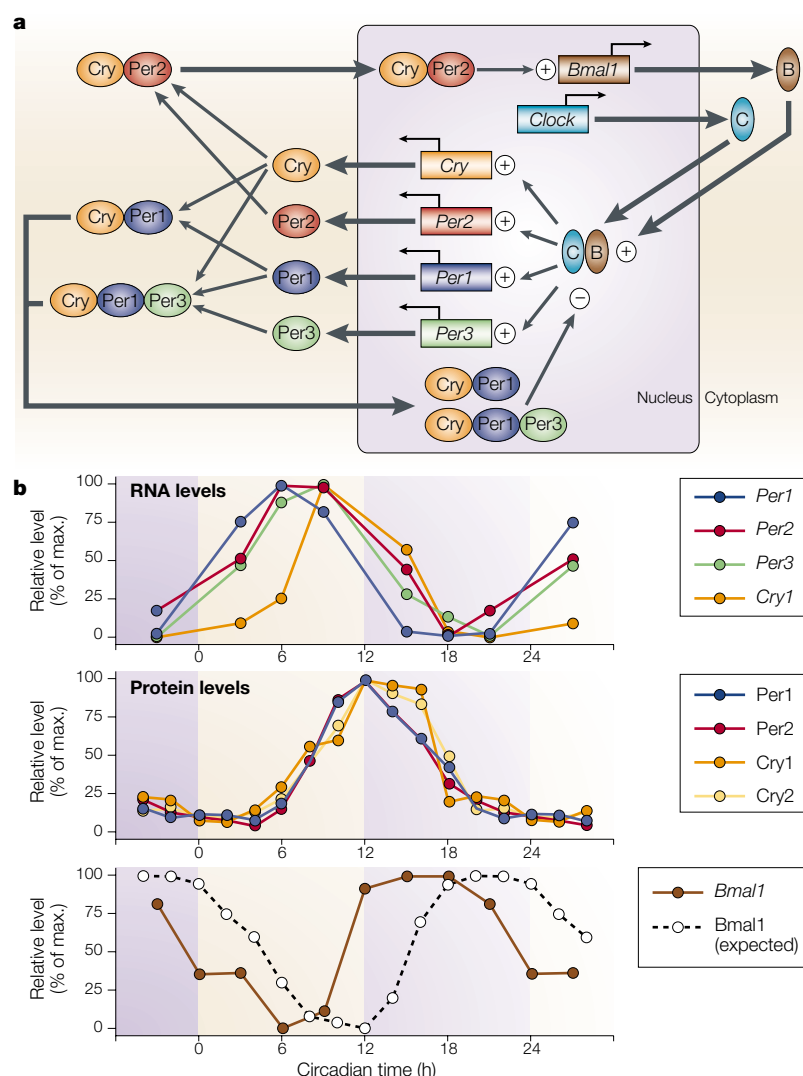 a
Cry Per2
Cry Per2
+
Bmal1
B
Clock
C
Cry
Cry
+
Cry Per1
Per2
Per2
+
C B +
Per1
Per1
+
−
Cry Per1 Per3
Per3
Per3
+
Cry Per1
Nucleus
Cytoplasm
Cry Per1 Per3
b
RNA levels
Relative level
(% of max.)
100
75
50
25
0
0 6 12 18 24
Per1
Per2
Per3
Cry1
Protein levels
Relative level
(% of max.)
100
75
50
25
0
0 6 12 18 24
Per1
Per2
Cry1
Cry2
Relative level
(% of max.)
100
75
50
25
0
0 6 12 18 24
Circadian time (h)
Bmal1
Bmal1
(expected)